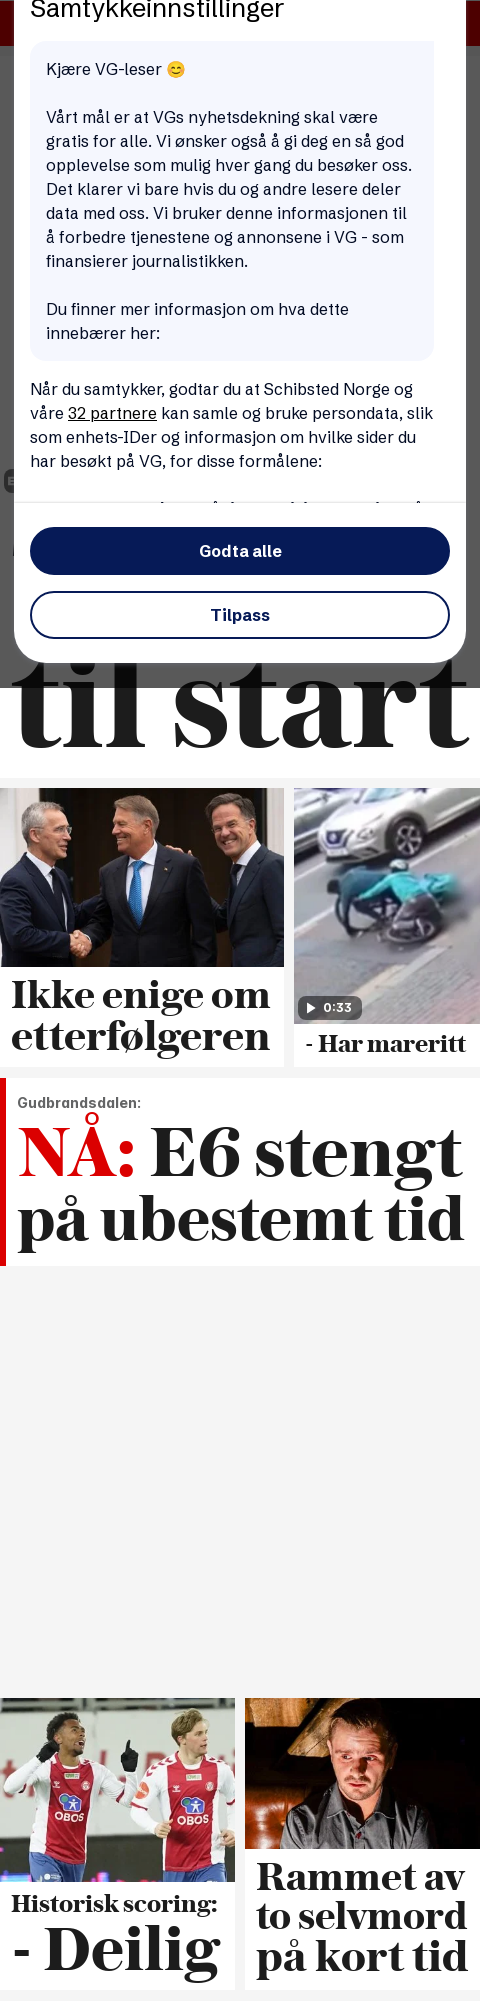 Samtykkeinnstillinger
Kjære VG-leser 😊
Vårt mål er at VGs nyhetsdekning skal være
gratis for alle. Vi ønsker også å gi deg en så god
opplevelse som mulig hver gang du besøker oss.
Det klarer vi bare hvis du og andre lesere deler
data med oss. Vi bruker denne informasjonen til
å forbedre tjenestene og annonsene i VG - som
finansierer journalistikken.
Du finner mer informasjon om hva dette
innebærer her:
Når du samtykker, godtar du at Schibsted Norge og
våre 32 partnere kan samle og bruke persondata, slik
som enhets-IDer og informasjon om hvilke sider du
har besøkt på VG, for disse formålene:
Godta alle
Tilpass
til start
Ikke enige om
etterfølgeren
0:33
- Har mareritt
Gudbrandsdalen:
NÅ: E6 stengt
på ubestemt tid
OBOS
OBOS
Historisk scoring:
- Deilig
Rammet av
to selvmord
på kort tid